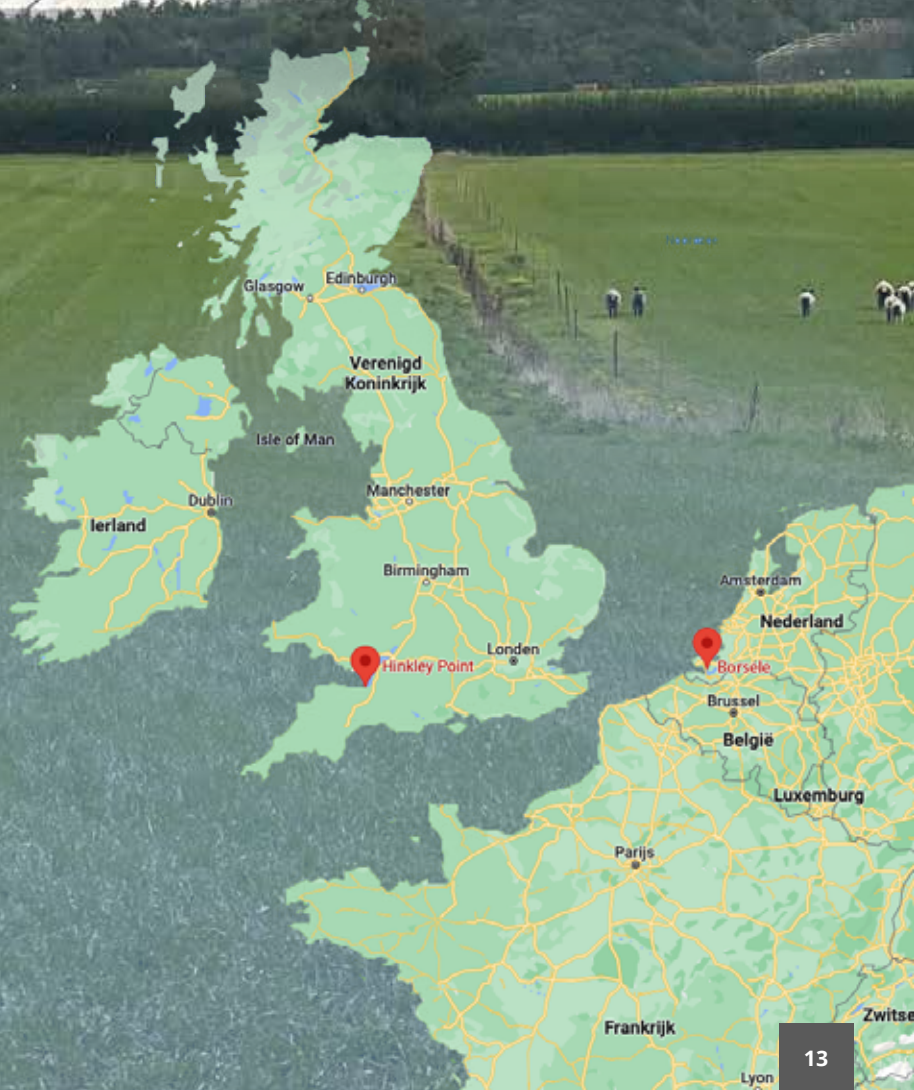 Glasgow
Edinburgh
Verenigd
Koninkrijk
Isle of Man
Manchester
Dublin
Ierland
Birmingham
Amsterdam
Nederland
Londen
Hinkley Point
Borsele
Brussel
België
Luxemburg
Parijs
Frankrijk
Zwitse
13
Lyon